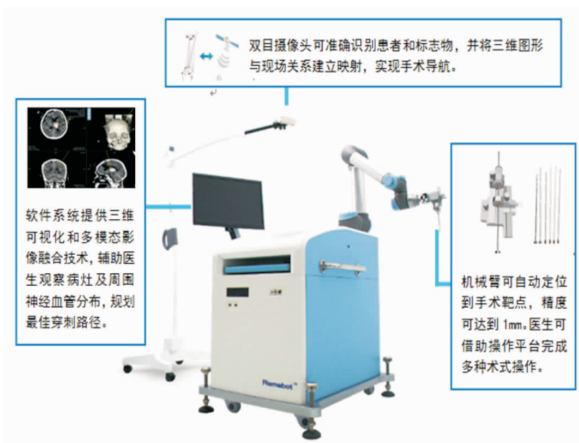 双目摄像头可准确识别患者和标志物，并将三维图形
与现场关系建立映射，实现手术导航。
软件系统提供三维
可视化和多模态影
像融合技术，辅助医
生观察病灶及周围
神经血管分布，规划
最佳穿刺路径。
机械臂可自动定位
到手术靶点，精度
可达到1mm。医生可
借助操作平台完成
多种术式操作。
Remebot